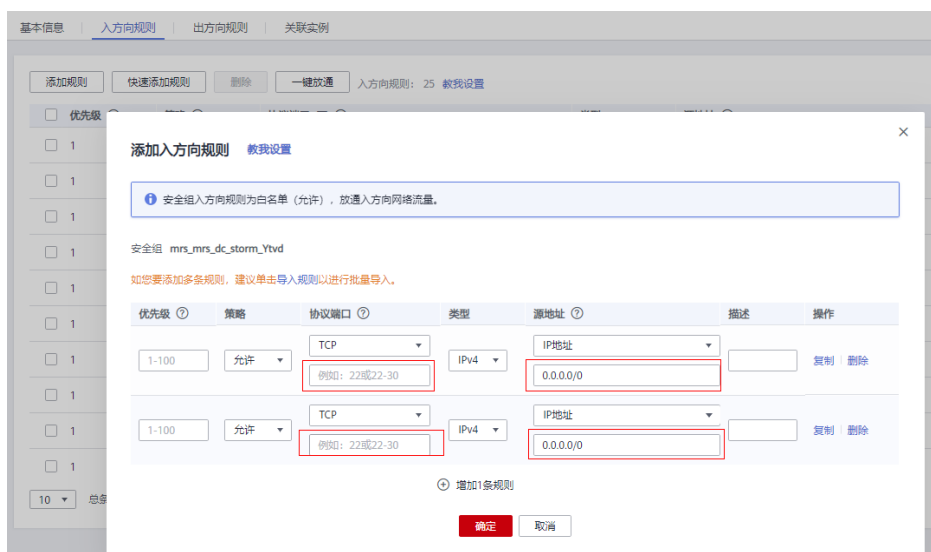 基本信息 入方向规则 出方向规则 关联实例
添加规则 快速添加规则 删除 一键放通 入方向规则: 25 教我设置
优先级
1
1
1
1
1
1
1
1
1
1
10
添加入方向规则 教我设置
安全组入方向规则为白名单（允许），放通入方向网络流量。
安全组 mrs_mrs_dc_storm_Ytvd
如您要添加多条规则，建议单击导入规则以进行批量导入。
优先级 策略 协议端口 类型 源地址 描述 操作
1-100 允许 TCP IPv4 IP地址 复制 删除
例如：22或22-30 0.0.0.0/0
1-100 允许 TCP IPv4 IP地址 复制 删除
例如：22或22-30 0.0.0.0/0
增加1条规则
确定 取消